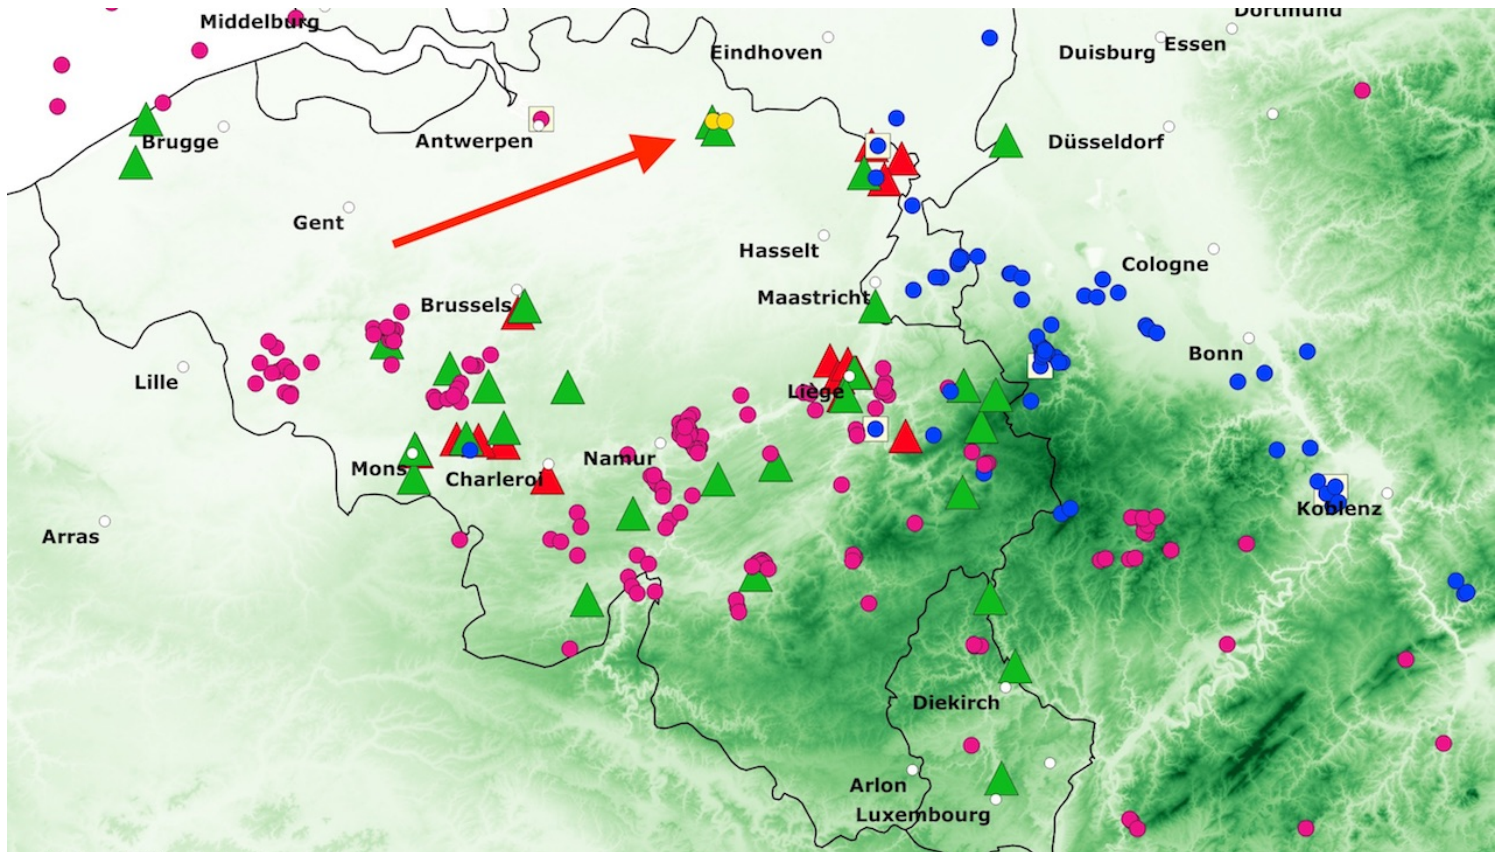 Dortmund
Middelburg
Eindhoven
Duisburg
Essen
Brugge
Antwerpen
Düsseldorf
Gent
Hasselt
Cologne
Maastricht
Brussels
Bonn
Lille
Liège
Namur
Mons
Charleroi
Koblenz
Arras
Diekirch
Arlon
Luxembourg